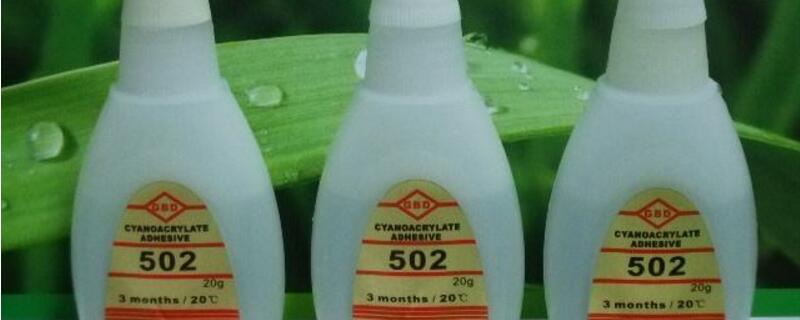 GBD
CYANOACRYLATE
ADHESIVE
502
20g
3 months / 20℃
GBD
CYANOACRYLATE
ADHESIVE
502
20g
3 months / 20℃
GBD
CYANOACRYLATE
ADHESIVE
502
20g
3 months / 20℃